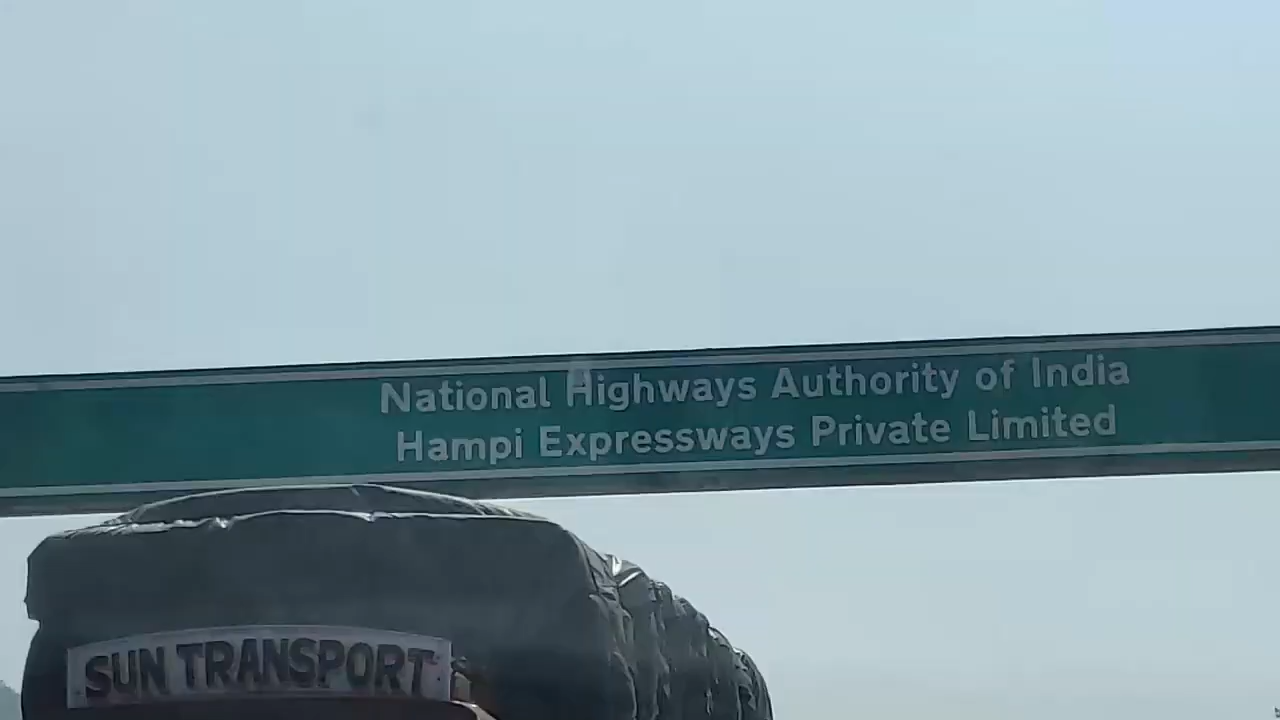 National Highways Authority of India
Hampi Expressways Private Limited
SUN TRANSPORT